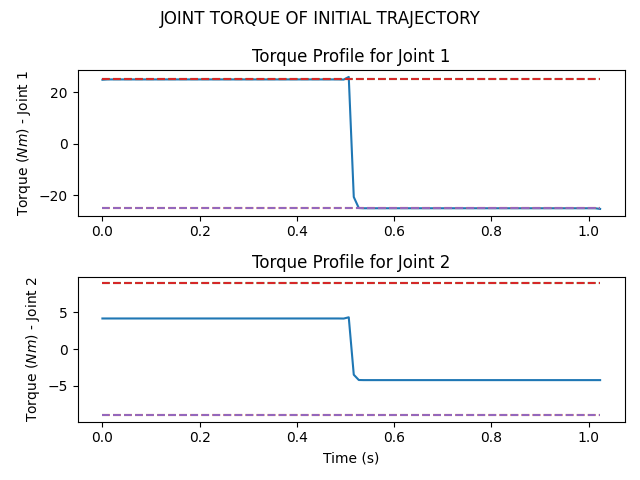 JOINT TORQUE OF INITIAL TRAJECTORY
Torque Profile for Joint 1
Torque (Nm) - Joint 1
20
0
−20
0.0 0.2 0.4 0.6 0.8 1.0
Torque Profile for Joint 2
Torque (Nm) - Joint 2
5
0
−5
0.0 0.2 0.4 0.6 0.8 1.0
Time (s)